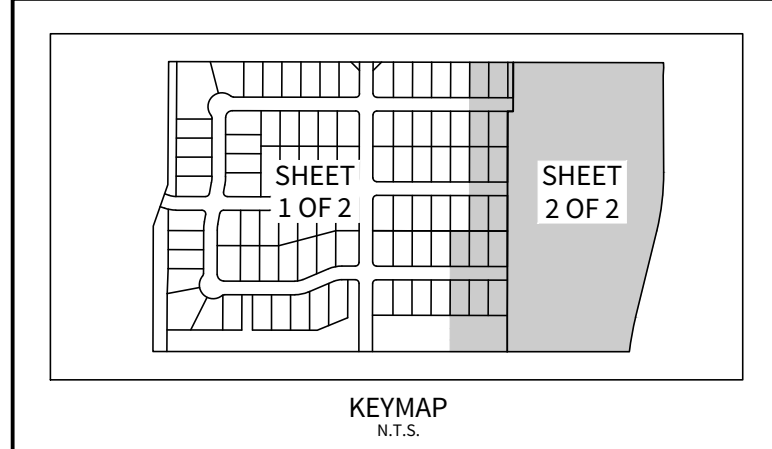 SHEET
1 OF 2
SHEET
2 OF 2
KEYMAP
N.T.S.